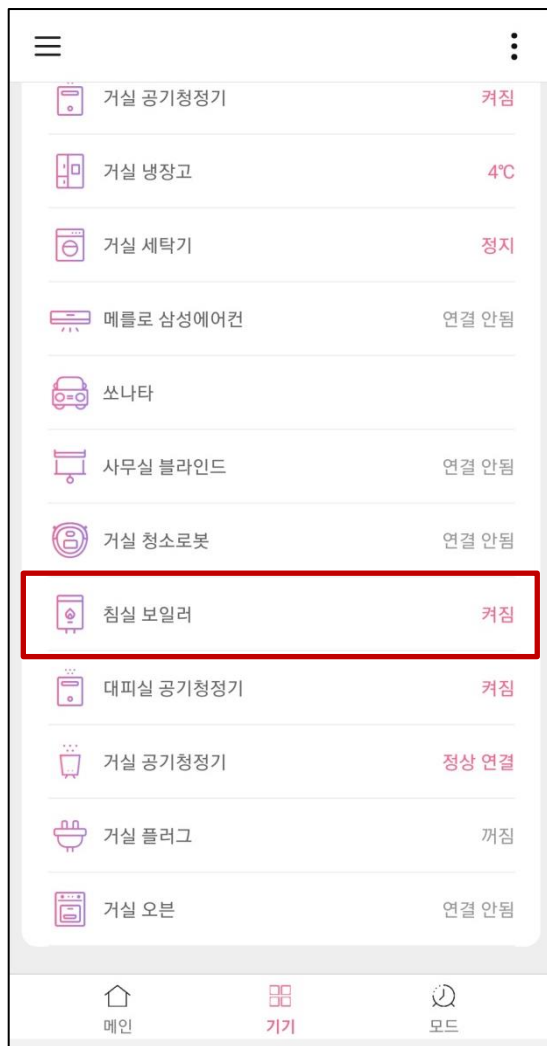 거실 공기청정기 켜짐
거실 냉장고 4℃
거실 세탁기 정지
메를로 삼성에어컨 연결 안됨
쏘나타
사무실 블라인드 연결 안됨
거실 청소로봇 연결 안됨
침실 보일러 켜짐
대피실 공기청정기 켜짐
거실 공기청정기 정상 연결
거실 플러그 꺼짐
거실 오븐 연결 안됨
메인 기기 모드